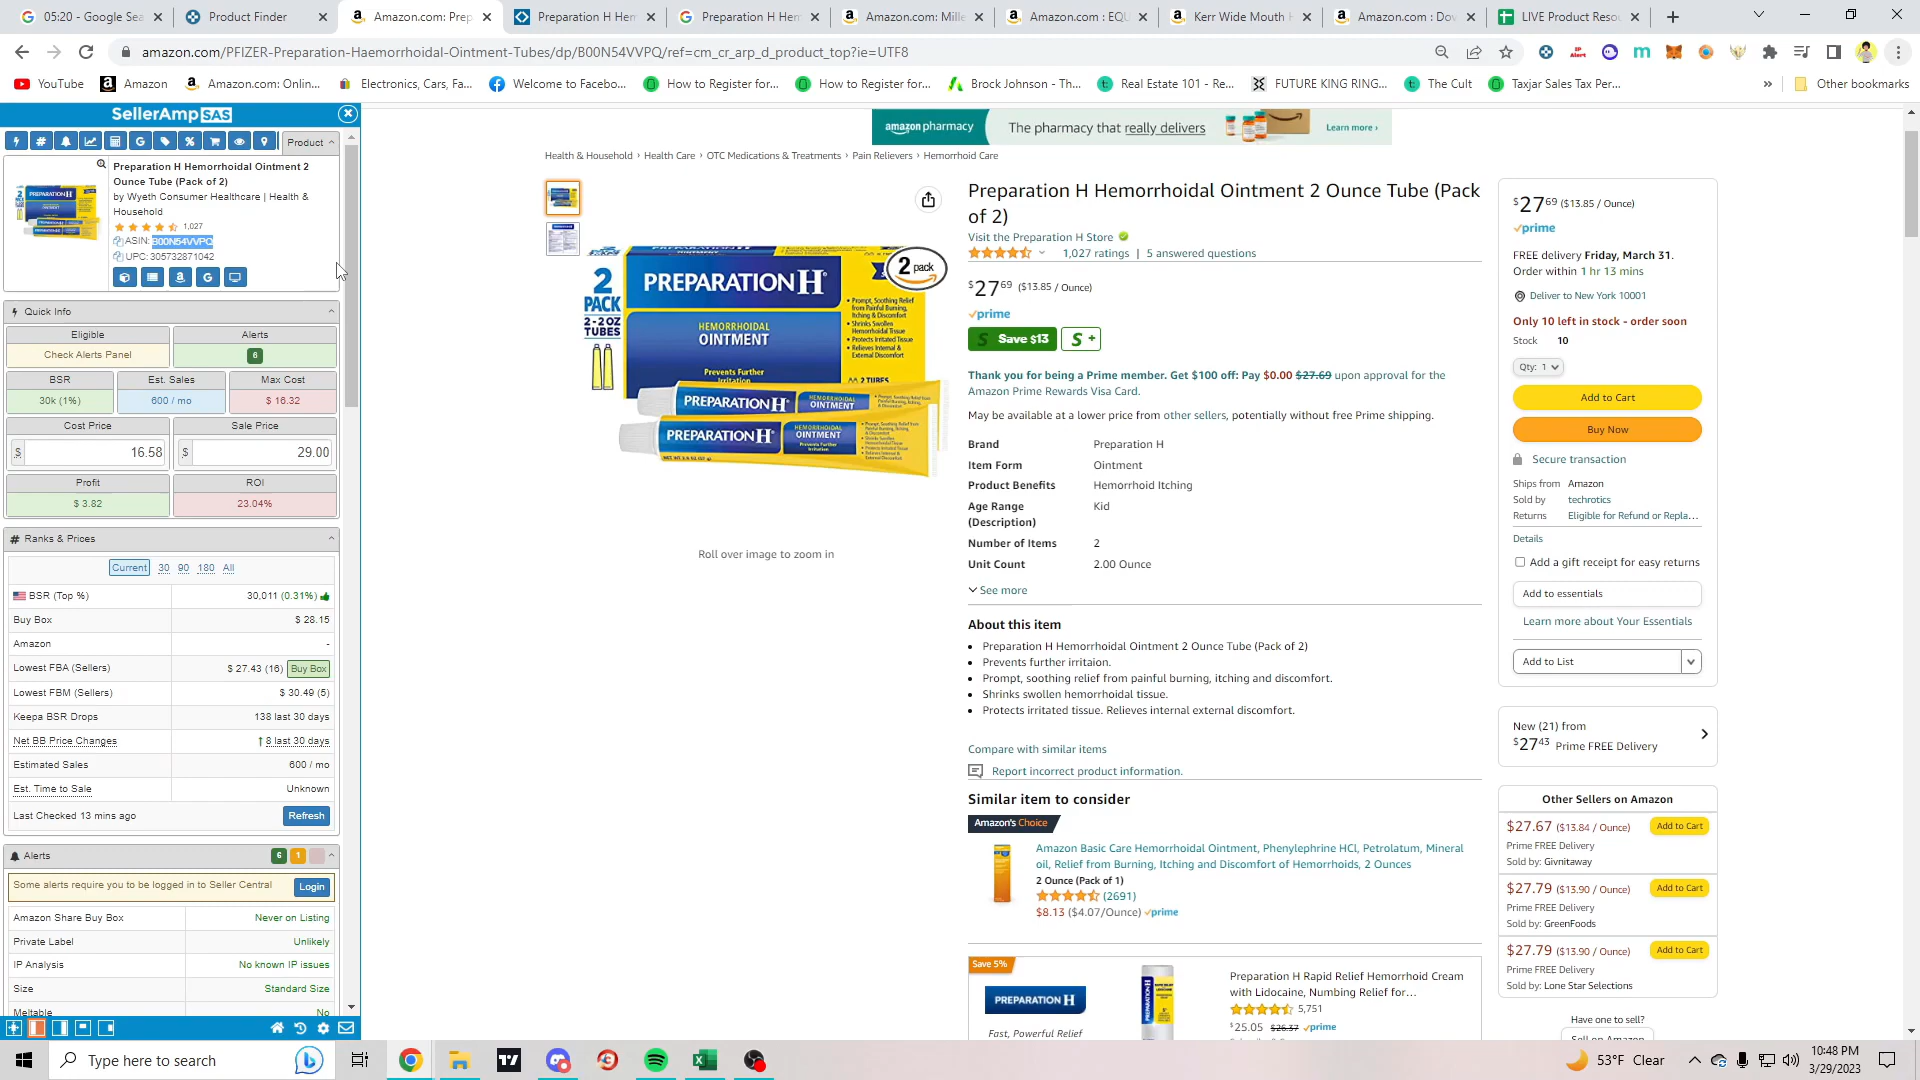 05:20 - Google Sea
Product Finder
Amazon.com: Prep
Preparation H Hem
Preparation H Hem
Amazon.com: Mille
Amazon.com : EQU
Kerr Wide Mouth H
Amazon.com : Dov
LIVE Product Resou
amazon.com/PFIZER-Preparation-Haemorrhoidal-Ointment-Tubes/dp/B00N54VVPQ/ref=cm_cr_arp_d_product_top?ie=UTF8
YouTube
Amazon
Amazon.com: Onlin...
Electronics, Cars, Fa...
Welcome to Facebo...
How to Register for...
How to Register for...
Brock Johnson - Th...
Real Estate 101 - Re...
FUTURE KING RING...
The Cult
Taxjar Sales Tax Per...
»
Other bookmarks
SellerAmp SAS
Product
Preparation H Hemorrhoidal Ointment 2
Ounce Tube (Pack of 2)
by Wyeth Consumer Healthcare | Health &
Household
1,027
ASIN: B00N54VVPQ
UPC: 305732871042
Quick Info
Eligible
Alerts
Check Alerts Panel
6
BSR
Est. Sales
Max Cost
30k (1%)
600 / mo
$ 16.32
Cost Price
Sale Price
$ 16.58
$ 29.00
Profit
ROI
$ 3.82
23.04%
# Ranks & Prices
Current 30 90 180 All
BSR (Top %)
30,011 (0.31%)
Buy Box
$ 28.15
Amazon
-
Lowest FBA (Sellers)
$ 27.43 (16) Buy Box
Lowest FBM (Sellers)
$ 30.49 (5)
Keepa BSR Drops
138 last 30 days
Net BB Price Changes
↑ 8 last 30 days
Estimated Sales
600 / mo
Est. Time to Sale
Unknown
Last Checked 13 mins ago
Refresh
Alerts
6 1
Some alerts require you to be logged in to Seller Central
Login
Amazon Share Buy Box
Never on Listing
Private Label
Unlikely
IP Analysis
No known IP issues
Size
Standard Size
Meltable
No
amazon pharmacy
The pharmacy that really delivers
Learn more ›
Health & Household › Health Care › OTC Medications & Treatments › Pain Relievers › Hemorrhoid Care
2
PACK
2-2OZ
TUBES
PREPARATION H
HEMORRHOIDAL
OINTMENT
Prevents Further
Irritation
• Prompt, Soothing Relief
from Painful Burning,
Itching & Discomfort
• Shrinks Swollen
Hemorrhoidal Tissue
• Protects Irritated Tissue
• Relieves Internal &
External Discomfort
2 TUBES
2 pack
PREPARATION H
HEMORRHOIDAL
OINTMENT
PREPARATION H
HEMORRHOIDAL
OINTMENT
Roll over image to zoom in
Preparation H Hemorrhoidal Ointment 2 Ounce Tube (Pack
of 2)
Visit the Preparation H Store
1,027 ratings | 5 answered questions
$27.69 ($13.85 / Ounce)
prime
Save $13
S +
Thank you for being a Prime member. Get $100 off: Pay $0.00 $27.69 upon approval for the
Amazon Prime Rewards Visa Card.
May be available at a lower price from other sellers, potentially without free Prime shipping.
Brand
Preparation H
Item Form
Ointment
Product Benefits
Hemorrhoid Itching
Age Range
(Description)
Kid
Number of Items
2
Unit Count
2.00 Ounce
See more
About this item
• Preparation H Hemorrhoidal Ointment 2 Ounce Tube (Pack of 2)
• Prevents further irritaion.
• Prompt, soothing relief from painful burning, itching and discomfort.
• Shrinks swollen hemorrhoidal tissue.
• Protects irritated tissue. Relieves internal external discomfort.
Compare with similar items
Report incorrect product information.
Similar item to consider
Amazon's Choice
Amazon Basic Care Hemorrhoidal Ointment, Phenylephrine HCl, Petrolatum, Mineral
oil, Relief from Burning, Itching and Discomfort of Hemorrhoids, 2 Ounces
2 Ounce (Pack of 1)
(2691)
$8.13 ($4.07/Ounce) prime
Save 5%
PREPARATION H
Fast, Powerful Relief
Preparation H Rapid Relief Hemorrhoid Cream
with Lidocaine, Numbing Relief for...
5,751
$25.05 $26.37 prime
$27.69 ($13.85 / Ounce)
prime
FREE delivery Friday, March 31.
Order within 1 hr 13 mins
Deliver to New York 10001
Only 10 left in stock - order soon
Stock 10
Qty: 1
Add to Cart
Buy Now
Secure transaction
Ships from Amazon
Sold by techrotics
Returns Eligible for Refund or Repla...
Details
Add a gift receipt for easy returns
Add to essentials
Learn more about Your Essentials
Add to List
New (21) from
$27.43 Prime FREE Delivery
Other Sellers on Amazon
$27.67 ($13.84 / Ounce)
Add to Cart
Prime FREE Delivery
Sold by: Givnitaway
$27.79 ($13.90 / Ounce)
Add to Cart
Prime FREE Delivery
Sold by: GreenFoods
$27.79 ($13.90 / Ounce)
Add to Cart
Prime FREE Delivery
Sold by: Lone Star Selections
Have one to sell?
Sell on Amazon
Type here to search
53°F Clear
10:48 PM
3/29/2023